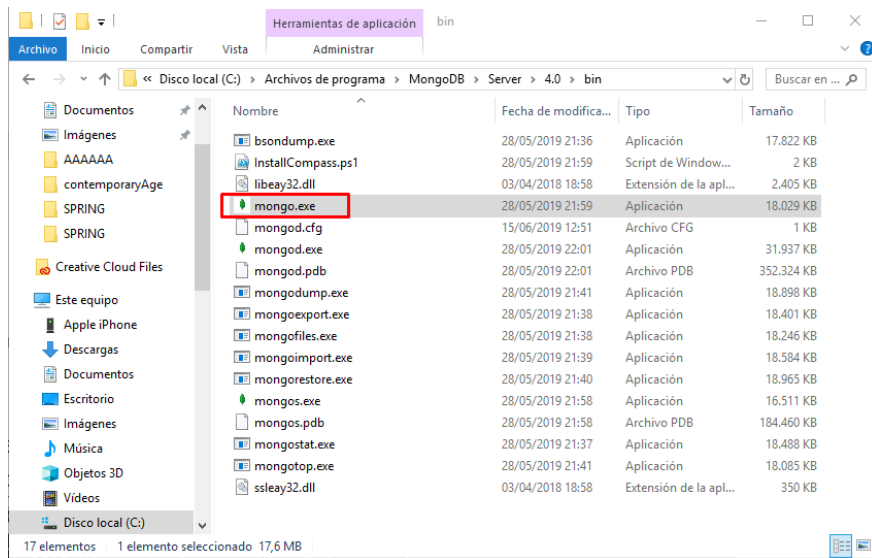 Herramientas de aplicación bin
Archivo Inicio Compartir Vista Administrar
« Disco local (C:) > Archivos de programa > MongoDB > Server > 4.0 > bin Buscar en ...
Documentos
Imágenes
AAAAAA
contemporaryAge
SPRING
SPRING
Creative Cloud Files
Este equipo
Apple iPhone
Descargas
Documentos
Escritorio
Imágenes
Música
Objetos 3D
Vídeos
Disco local (C:)
Nombre Fecha de modifica... Tipo Tamaño
bsondump.exe 28/05/2019 21:36 Aplicación 17.822 KB
InstallCompass.ps1 28/05/2019 21:59 Script de Window... 2 KB
libeay32.dll 03/04/2018 18:58 Extensión de la apl... 2.405 KB
mongo.exe 28/05/2019 21:59 Aplicación 18.029 KB
mongod.cfg 15/06/2019 12:51 Archivo CFG 1 KB
mongod.exe 28/05/2019 22:01 Aplicación 31.937 KB
mongod.pdb 28/05/2019 22:01 Archivo PDB 352.324 KB
mongodump.exe 28/05/2019 21:41 Aplicación 18.898 KB
mongoexport.exe 28/05/2019 21:38 Aplicación 18.401 KB
mongofiles.exe 28/05/2019 21:38 Aplicación 18.246 KB
mongoimport.exe 28/05/2019 21:39 Aplicación 18.584 KB
mongorestore.exe 28/05/2019 21:40 Aplicación 18.965 KB
mongos.exe 28/05/2019 21:58 Aplicación 16.511 KB
mongos.pdb 28/05/2019 21:58 Archivo PDB 184.460 KB
mongostat.exe 28/05/2019 21:37 Aplicación 18.488 KB
mongotop.exe 28/05/2019 21:41 Aplicación 18.085 KB
ssleay32.dll 03/04/2018 18:58 Extensión de la apl... 350 KB
17 elementos 1 elemento seleccionado 17,6 MB